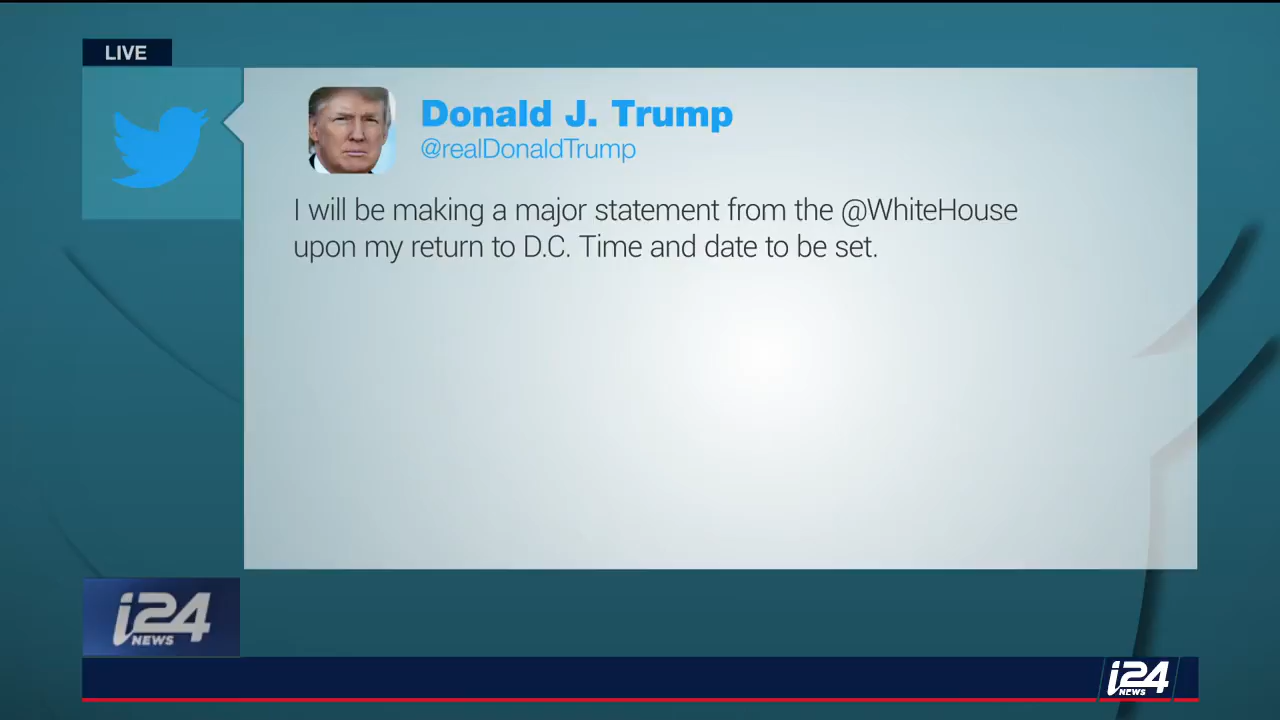 LIVE
Donald J. Trump
@realDonaldTrump
I will be making a major statement from the @WhiteHouse
upon my return to D.C. Time and date to be set.
i24
NEWS
i24
NEWS